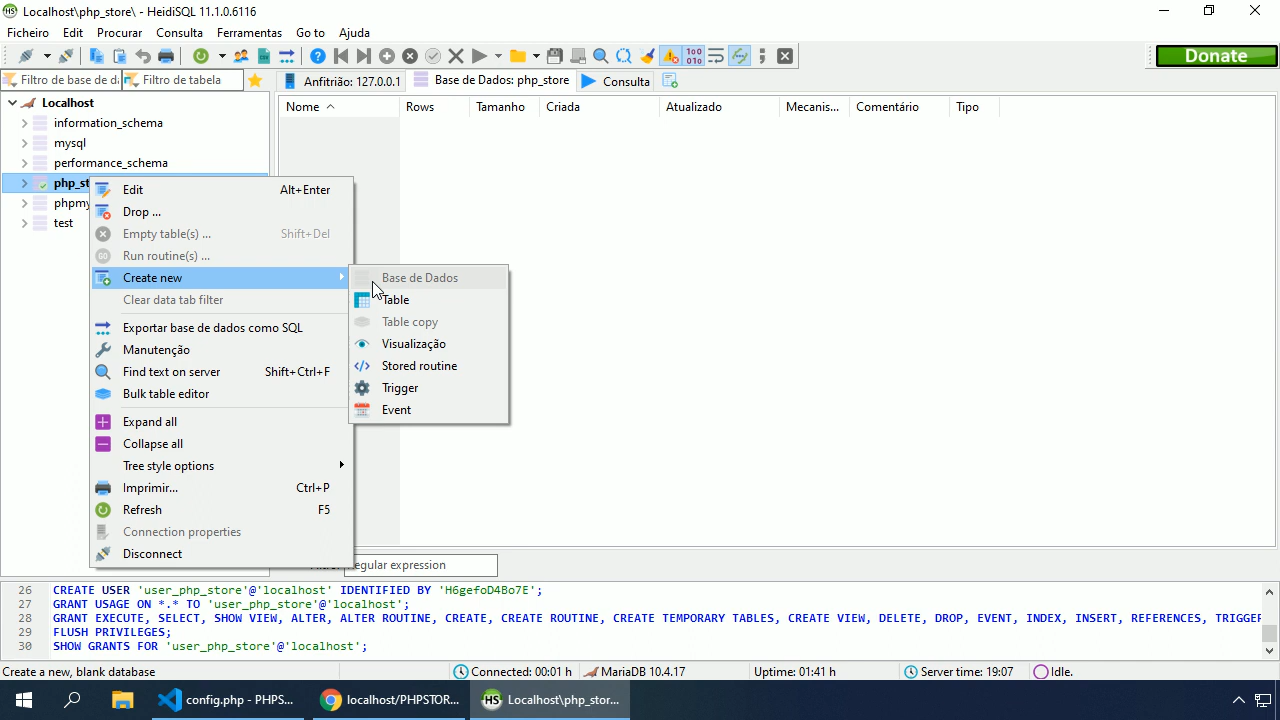 Localhost\php_store\ - HeidiSQL 11.1.0.6116
Ficheiro Edit Procurar Consulta Ferramentas Go to Ajuda
Donate
Filtro de base de da Filtro de tabela
Anfitrião: 127.0.0.1 Base de Dados: php_store Consulta
Localhost
information_schema
mysql
performance_schema
php_st
phpmy
test
Nome Rows Tamanho Criada Atualizado Mecanis... Comentário Tipo
Edit Alt+Enter
Drop ...
Empty table(s) ... Shift+Del
Run routine(s) ...
Create new
Clear data tab filter
Exportar base de dados como SQL
Manutenção
Find text on server Shift+Ctrl+F
Bulk table editor
Expand all
Collapse all
Tree style options
Imprimir... Ctrl+P
Refresh F5
Connection properties
Disconnect
Base de Dados
Table
Table copy
Visualização
Stored routine
Trigger
Event
egular expression
26 CREATE USER 'user_php_store'@'localhost' IDENTIFIED BY 'H6gefoD4Bo7E';
27 GRANT USAGE ON *.* TO 'user_php_store'@'localhost';
28 GRANT EXECUTE, SELECT, SHOW VIEW, ALTER, ALTER ROUTINE, CREATE, CREATE ROUTINE, CREATE TEMPORARY TABLES, CREATE VIEW, DELETE, DROP, EVENT, INDEX, INSERT, REFERENCES, TRIGGER
29 FLUSH PRIVILEGES;
30 SHOW GRANTS FOR 'user_php_store'@'localhost';
Create a new, blank database Connected: 00:01 h MariaDB 10.4.17 Uptime: 01:41 h Server time: 19:07 Idle.
config.php - PHPS... localhost/PHPSTOR... Localhost\php_stor...